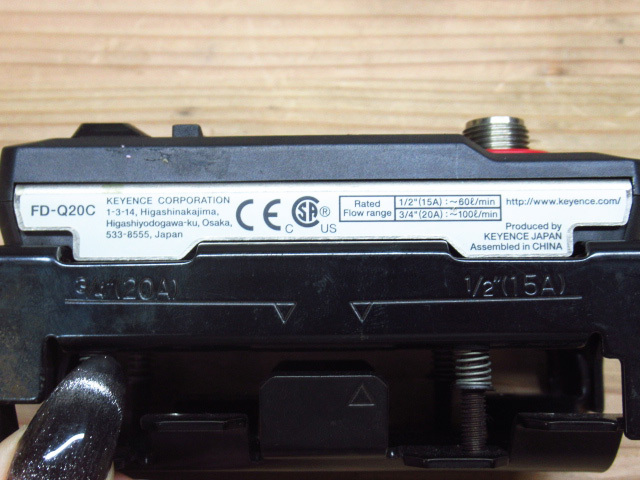 FD-Q20C
KEYENCE CORPORATION
1-3-14, Higashinakajima,
Higashiyodogawa-ku, Osaka,
533-8555, Japan
CE
C SA ® US
Rated Flow range
1/2"(15A) : ~60ℓ/min
3/4"(20A) : ~100ℓ/min
http://www.keyence.com/
Produced by
KEYENCE JAPAN
Assembled in CHINA
3/4"(20A)
1/2"(15A)